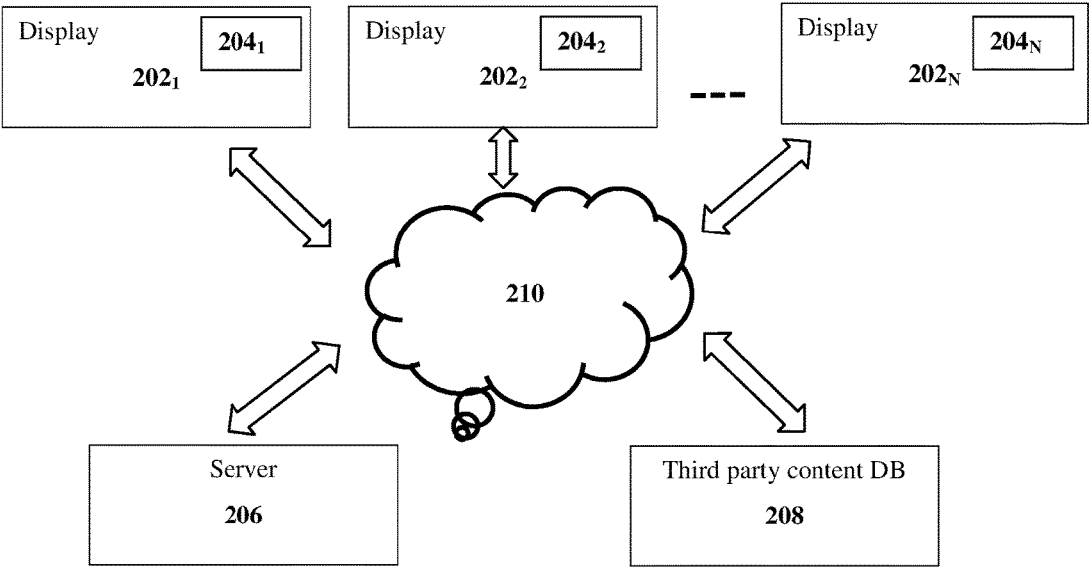 Display 204₁
202₁
Display 204₂
202₂
Display 204N
202N
210
Server
206
Third party content DB
208